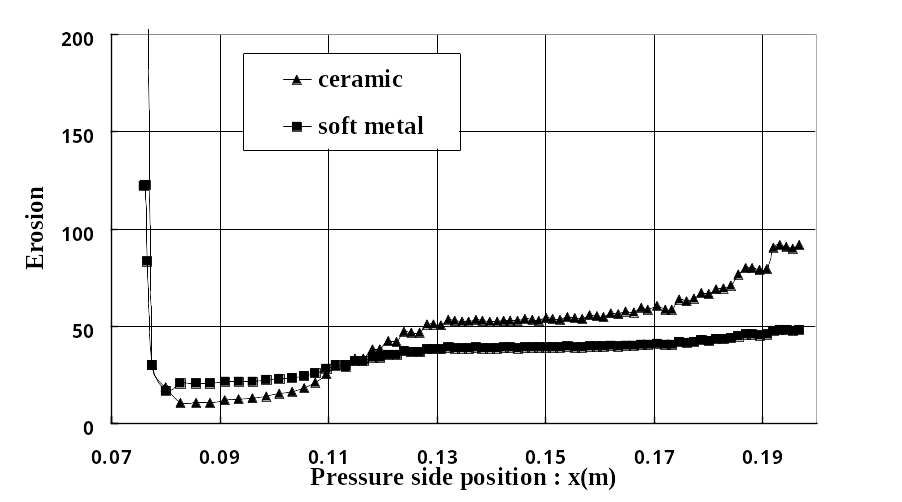 200
ceramic
soft metal
150
Erosion
100
50
0
0.07 0.09 0.11 0.13 0.15 0.17 0.19
Pressure side position : x(m)